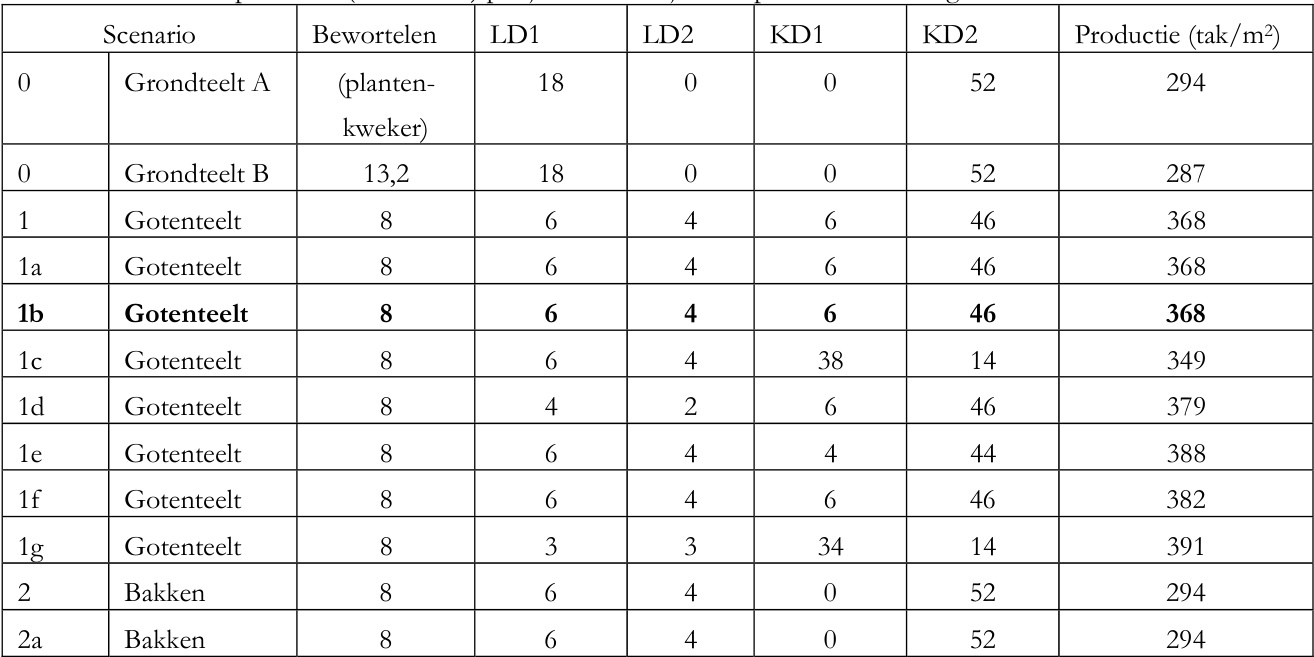 Scenario Bewortelen LD1 LD2 KD1 KD2 Productie (tak/m²)
0 Grondteelt A (planten- 18 0 0 52 294
kweker)
0 Grondteelt B 13,2 18 0 0 52 287
1 Gotenteelt 8 6 4 6 46 368
1a Gotenteelt 8 6 4 6 46 368
1b Gotenteelt 8 6 4 6 46 368
1c Gotenteelt 8 6 4 38 14 349
1d Gotenteelt 8 4 2 6 46 379
1e Gotenteelt 8 6 4 4 44 388
1f Gotenteelt 8 6 4 6 46 382
1g Gotenteelt 8 3 3 34 14 391
2 Bakken 8 6 4 0 52 294
2a Bakken 8 6 4 0 52 294